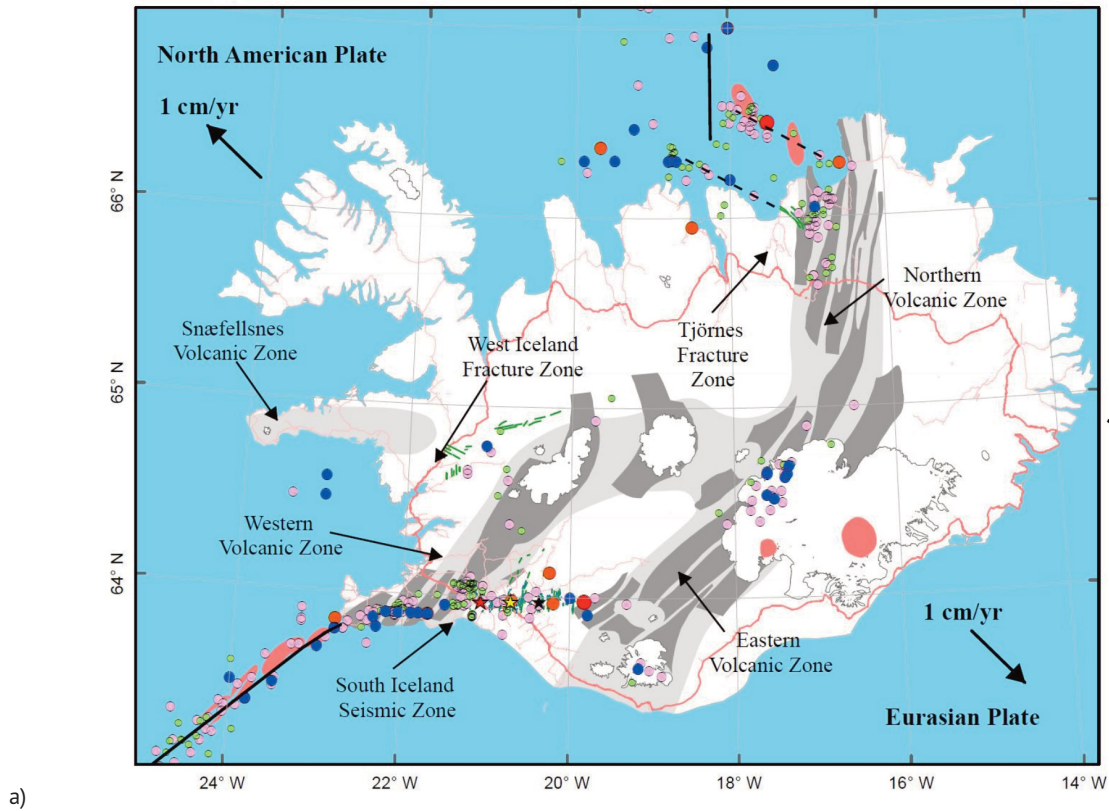 North American Plate
1 cm/yr
66° N
65° N
64° N
Snæfellsnes
Volcanic Zone
West Iceland
Fracture Zone
Tjörnes
Fracture
Zone
Northern
Volcanic Zone
Western
Volcanic Zone
South Iceland
Seismic Zone
Eastern
Volcanic Zone
1 cm/yr
Eurasian Plate
24° W
22° W
20° W
18° W
16° W
14° W
a)